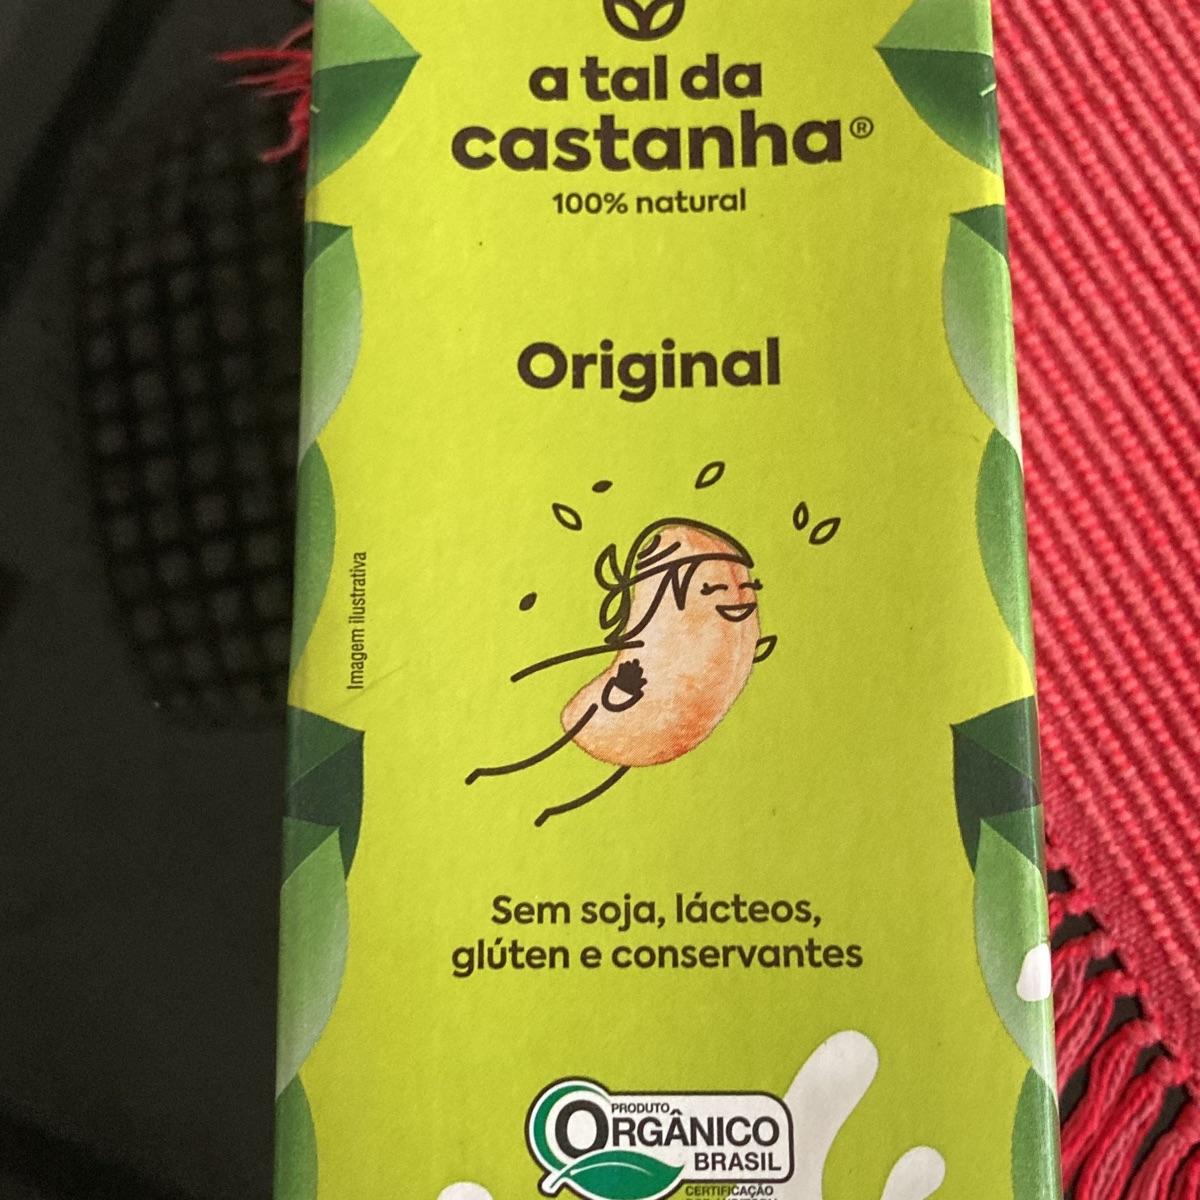 a tal da
castanha®
100% natural
Original
Imagem ilustrativa
Sem soja, lácteos,
glúten e conservantes
PRODUTO
ORGÂNICO
BRASIL
CERTIFICAÇÃO